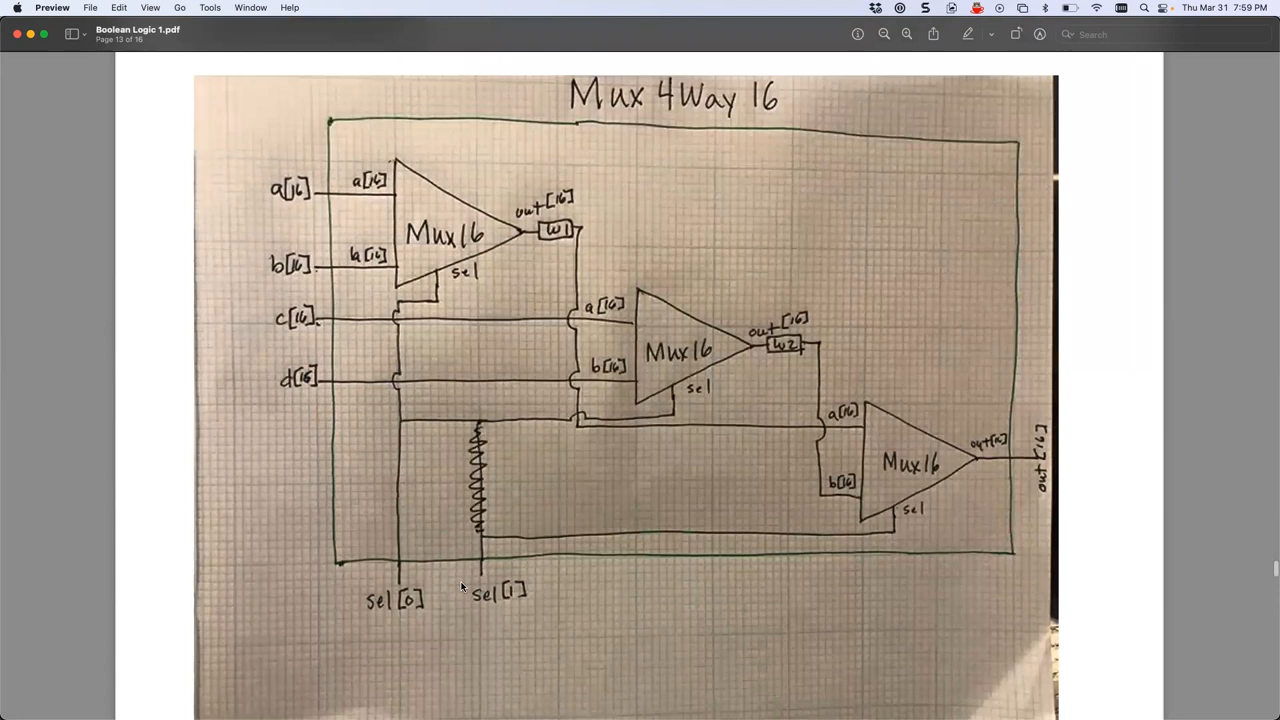 Preview File Edit View Go Tools Window Help Thu Mar 31 7:59 PM
Boolean Logic 1.pdf
Page 13 of 16
Search
Mux 4Way 16
a[16] a[16]
Mux16
out[16]
w1
b[16] b[16]
sel
c[16] a[16]
Mux16
out[16]
w2
d[16] b[16]
sel
a[16]
Mux16
out[16]
out[16]
b[16]
sel
sel[0] sel[1]